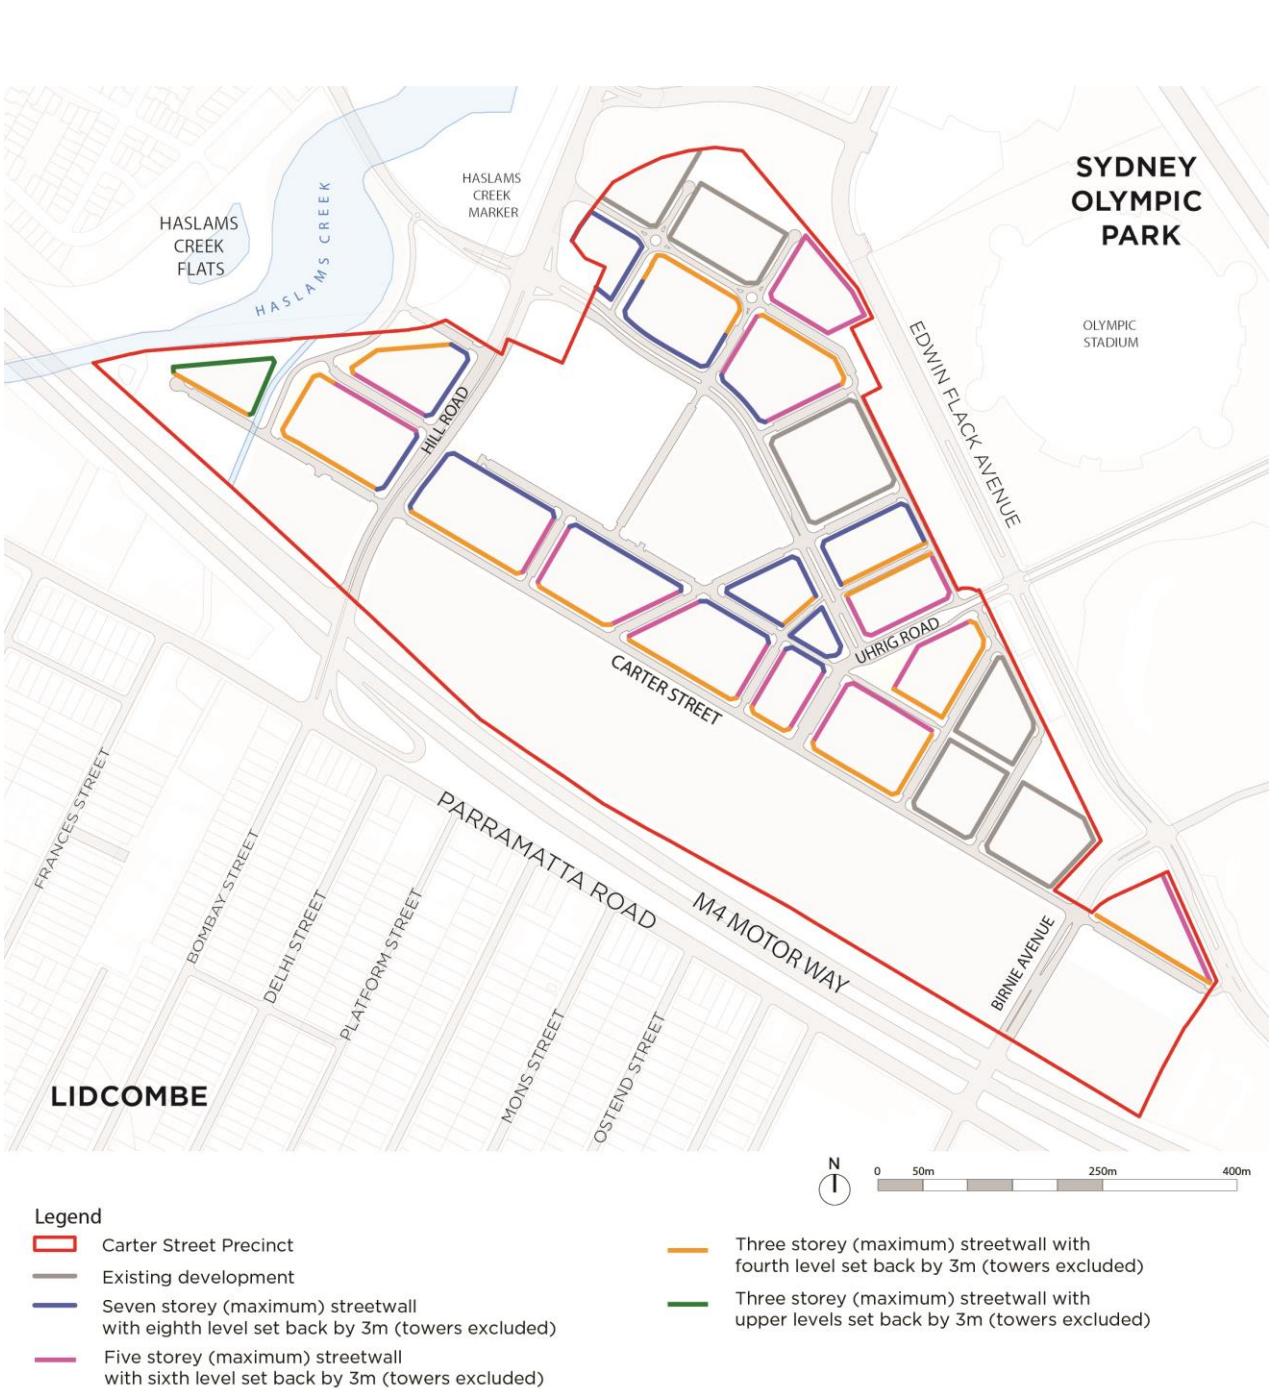 SYDNEY
OLYMPIC
PARK
HASLAMS
CREEK
MARKER
HASLAMS
CREEK
FLATS
HASLAMS CREEK
OLYMPIC
STADIUM
EDWIN FLACK AVENUE
HILL ROAD
UHRIG ROAD
CARTER STREET
PARRAMATTA ROAD
M4 MOTORWAY
BIRNIE AVENUE
FRANCES STREET
BOMBAY STREET
DELHI STREET
PLATFORM STREET
MONS STREET
OSTEND STREET
LIDCOMBE
N
0 50m 250m 400m
Legend
Carter Street Precinct
Existing development
Seven storey (maximum) streetwall
with eighth level set back by 3m (towers excluded)
Five storey (maximum) streetwall
with sixth level set back by 3m (towers excluded)
Three storey (maximum) streetwall with
fourth level set back by 3m (towers excluded)
Three storey (maximum) streetwall with
upper levels set back by 3m (towers excluded)